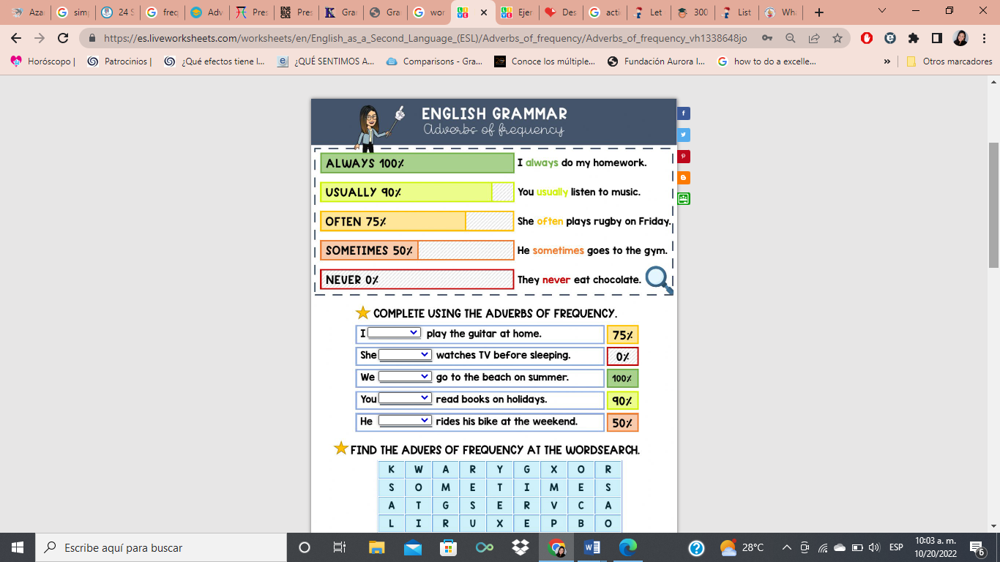 Aza
simp
24 S
freq
Adv
Pres
Pres
Gra
Gra
wor
Ejer
Des
acti
Let
300
List
Wha
https://es.liveworksheets.com/worksheets/en/English_as_a_Second_Language_(ESL)/Adverbs_of_frequency/Adverbs_of_frequency_vh1338648jo
Horóscopo |
Patrocinios |
¿Qué efectos tiene l...
¿QUÉ SENTIMOS A...
Comparisons - Gra...
Conoce los múltiple...
Fundación Aurora I...
how to do a excelle...
»
Otros marcadores
ENGLISH GRAMMAR
Adverbs of frequency
ALWAYS 100% I always do my homework.
USUALLY 90% You usually listen to music.
OFTEN 75% She often plays rugby on Friday.
SOMETIMES 50% He sometimes goes to the gym.
NEVER 0% They never eat chocolate.
COMPLETE USING THE ADVERBS OF FREQUENCY.
I play the guitar at home. 75%
She watches TV before sleeping. 0%
We go to the beach on summer. 100%
You read books on holidays. 90%
He rides his bike at the weekend. 50%
FIND THE ADVERS OF FREQUENCY AT THE WORDSEARCH.
K W A R Y G X O R
S O M E T I M E S
A T G S E R V C A
L I R U X E P B O
Escribe aquí para buscar
28°C
ESP
10:03 a. m.
10/20/2022
6